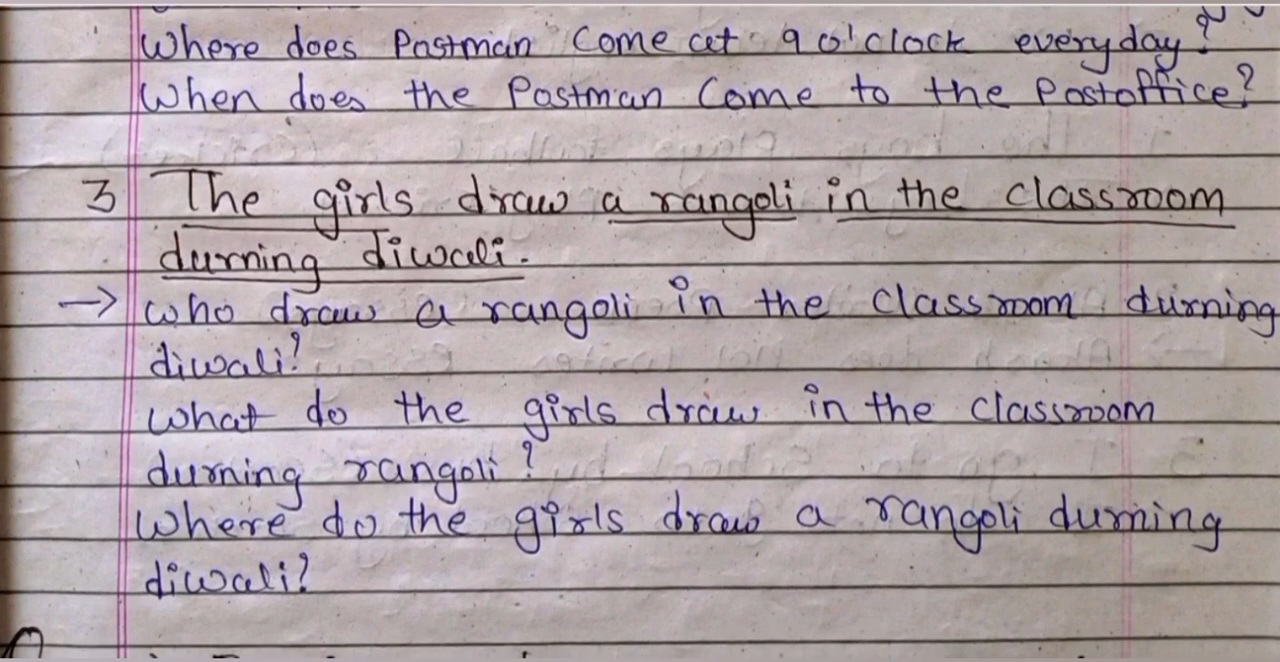 Where does Postman Come at 9 o'clock everyday?
When does the Postman Come to the Postoffice?
3 The girls draw a rangoli in the classroom
durning diwali.
→ who draw a rangoli in the classroom durning
diwali?
what do the girls draw in the classroom
durning rangoli?
Where do the girls draw a rangoli durning
diwali?